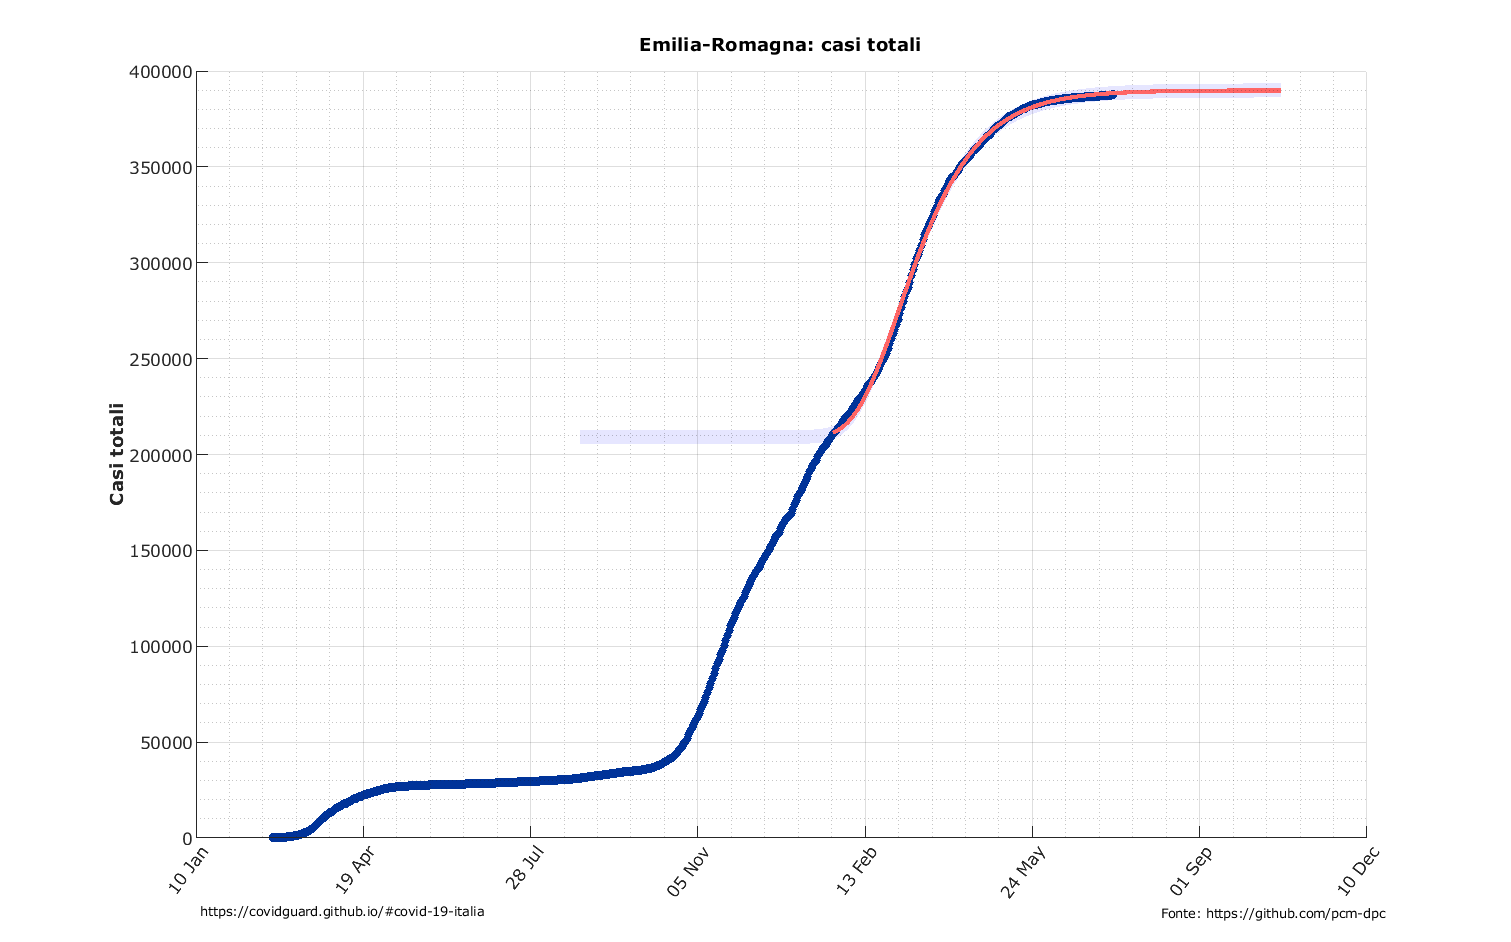 Emilia-Romagna: casi totali
400000
350000
300000
250000
200000
150000
100000
50000
0
Casi totali
10 Jan
19 Apr
28 Jul
05 Nov
13 Feb
24 May
01 Sep
10 Dec
https://covidguard.github.io/#covid-19-italia
Fonte: https://github.com/pcm-dpc